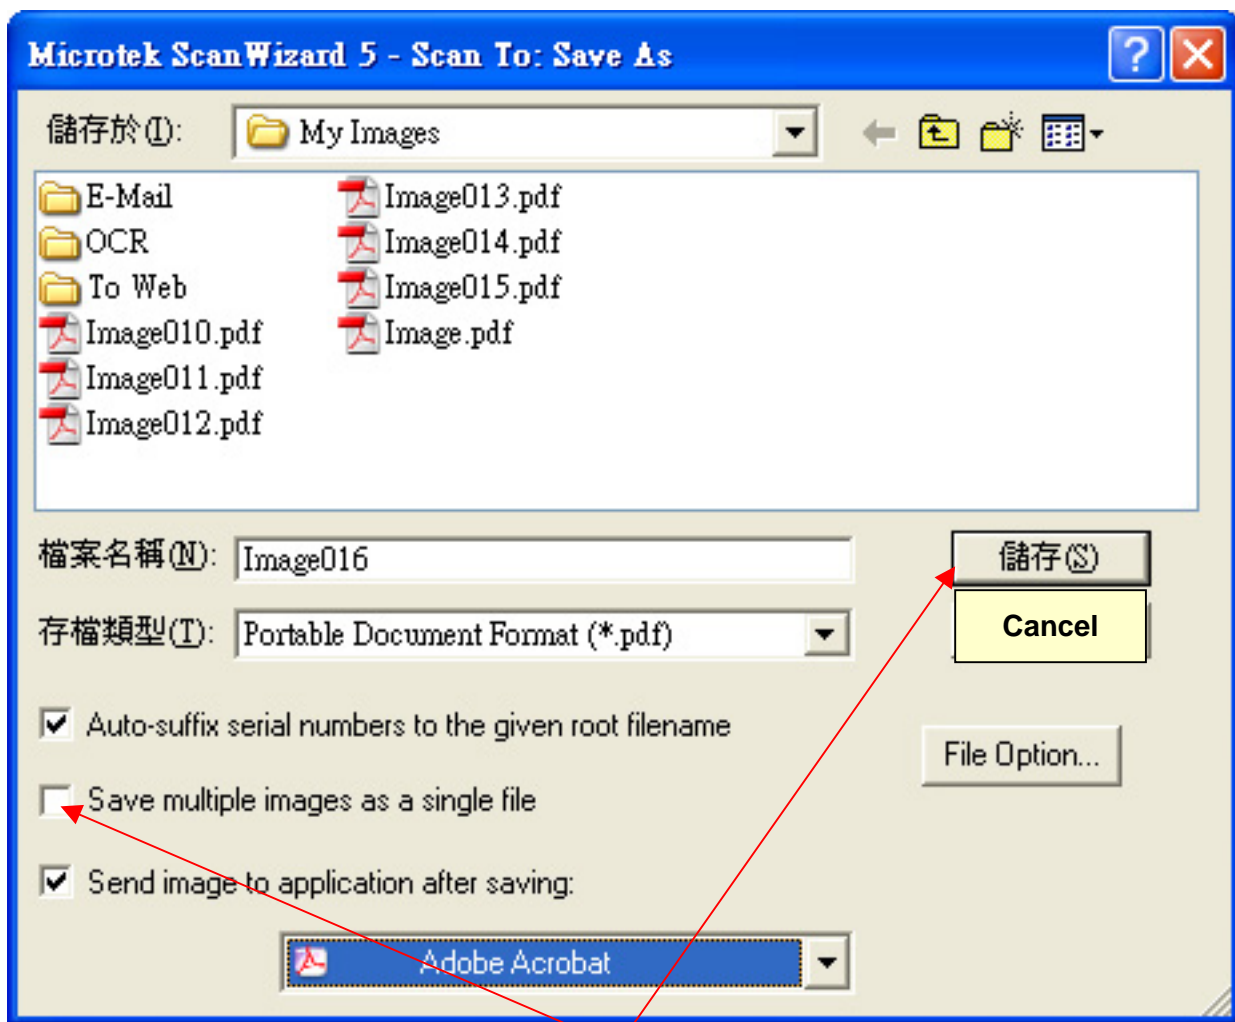 Microtek ScanWizard 5 - Scan To: Save As
儲存於(I): My Images
E-Mail
OCR
To Web
Image010.pdf
Image011.pdf
Image012.pdf
Image013.pdf
Image014.pdf
Image015.pdf
Image.pdf
檔案名稱(N): Image016
儲存(S)
存檔類型(T): Portable Document Format (*.pdf)
Cancel
Auto-suffix serial numbers to the given root filename
File Option...
Save multiple images as a single file
Send image to application after saving:
Adobe Acrobat